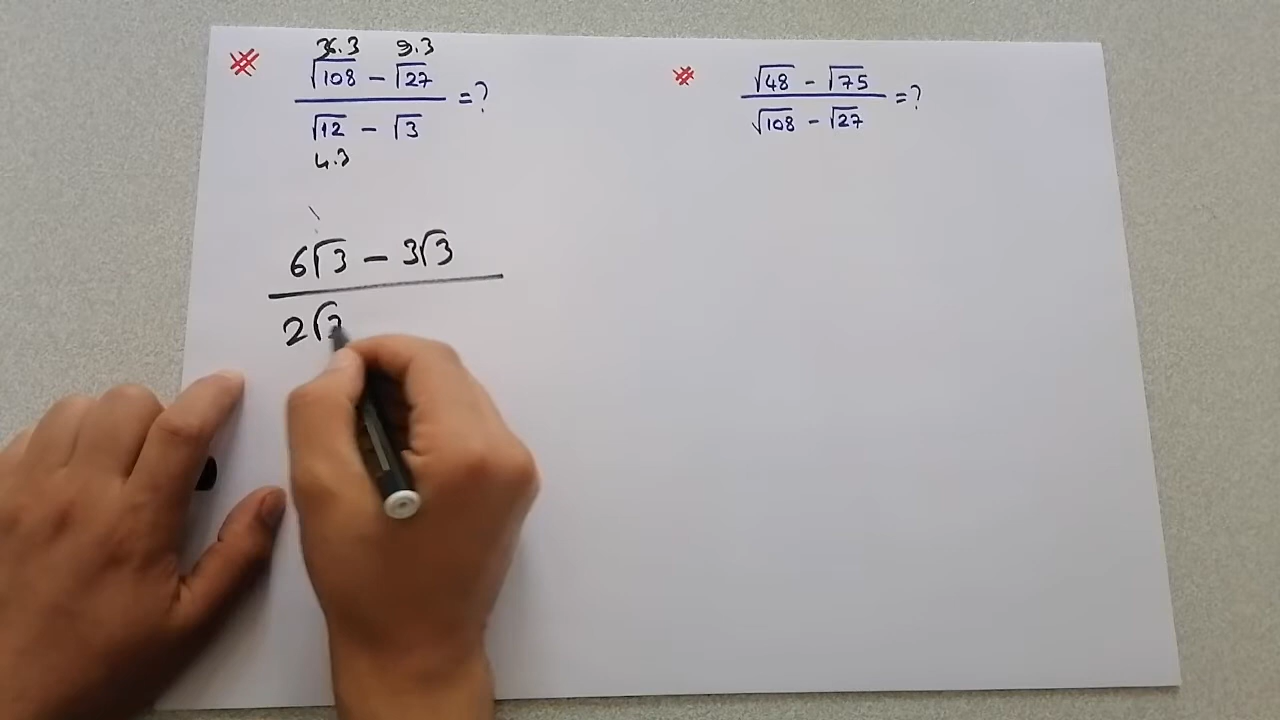 ※ 36.3 9.3
√108 - √27
= ?
√12 - √3
4.3
6√3 - 3√3
2√3
※ √48 - √75
= ?
√108 - √27